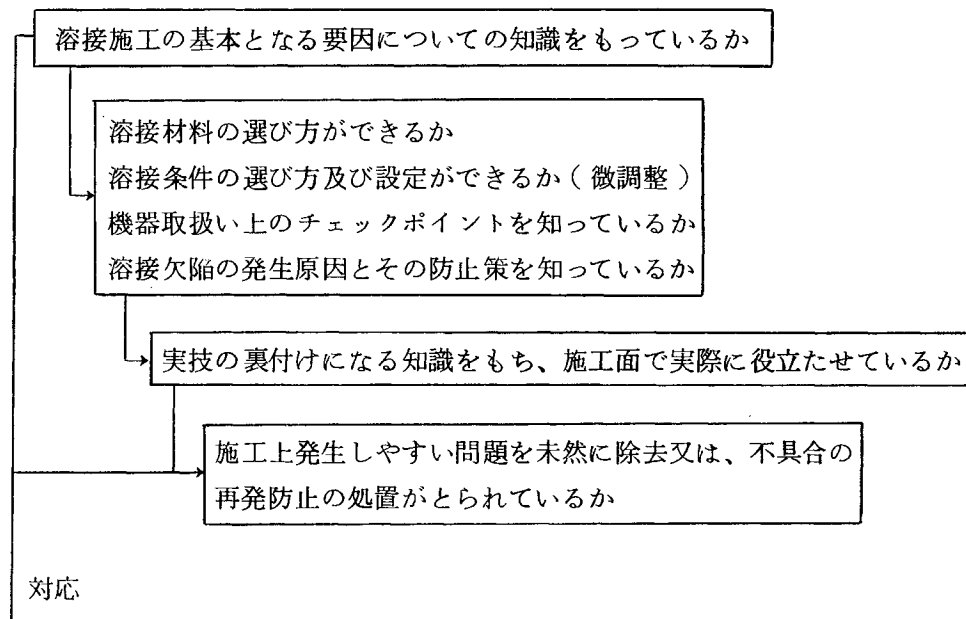 溶接施工の基本となる要因についての知識をもっているか
溶接材料の選び方ができるか
溶接条件の選び方及び設定ができるか（微調整）
機器取扱い上のチェックポイントを知っているか
溶接欠陥の発生原因とその防止策を知っているか
実技の裏付けになる知識をもち、施工面で実際に役立たせているか
施工上発生しやすい問題を未然に除去又は、不具合の
再発防止の処置がとられているか
対応